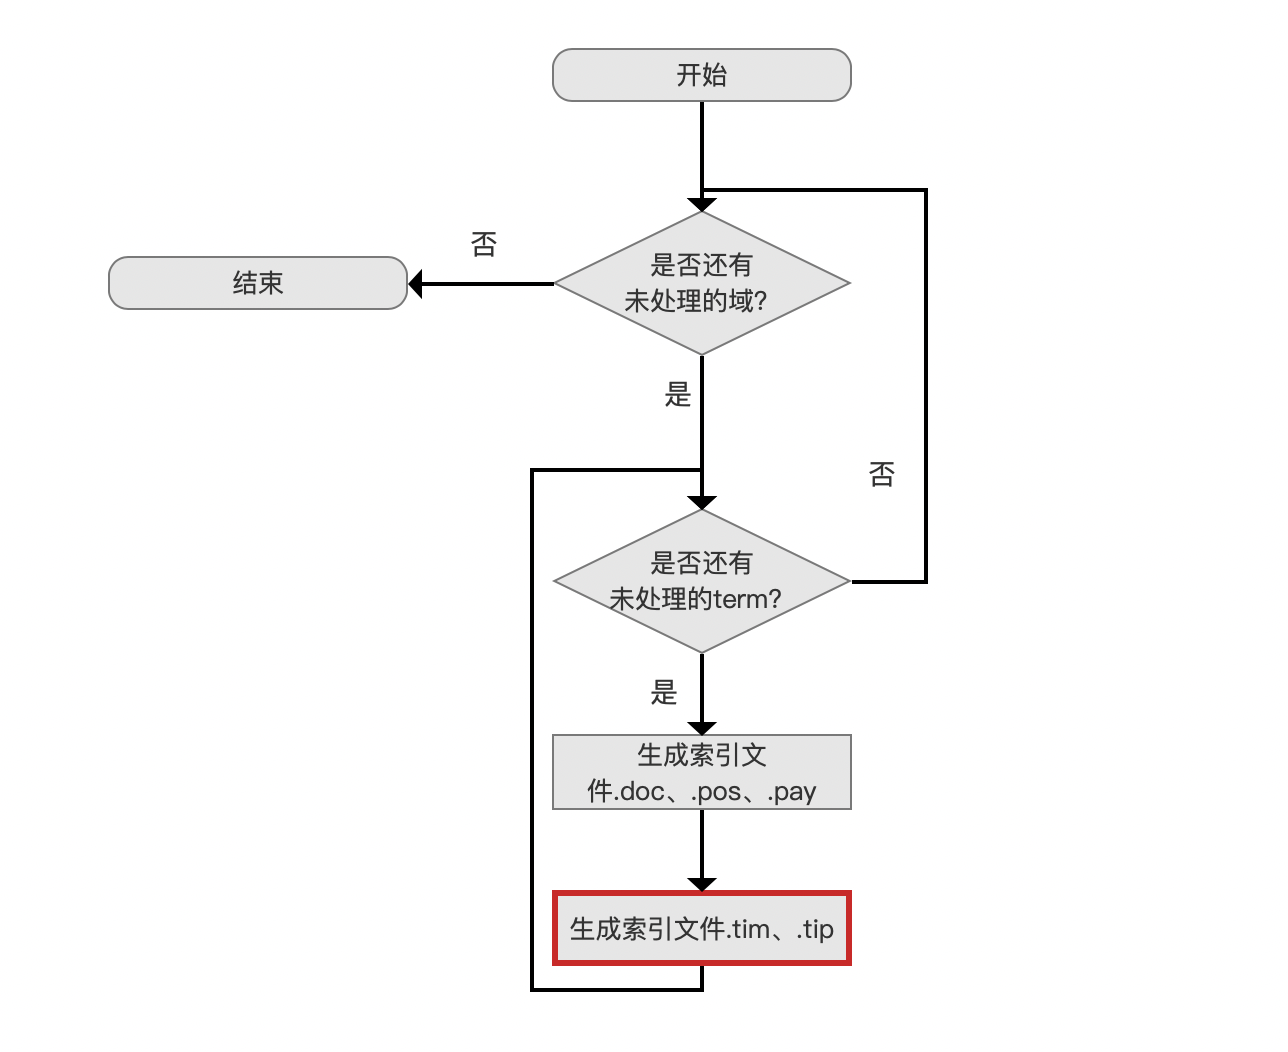 开始
否
结束
是否还有
未处理的域?
是
否
是否还有
未处理的term?
是
生成索引文
件.doc、.pos、.pay
生成索引文件.tim、.tip